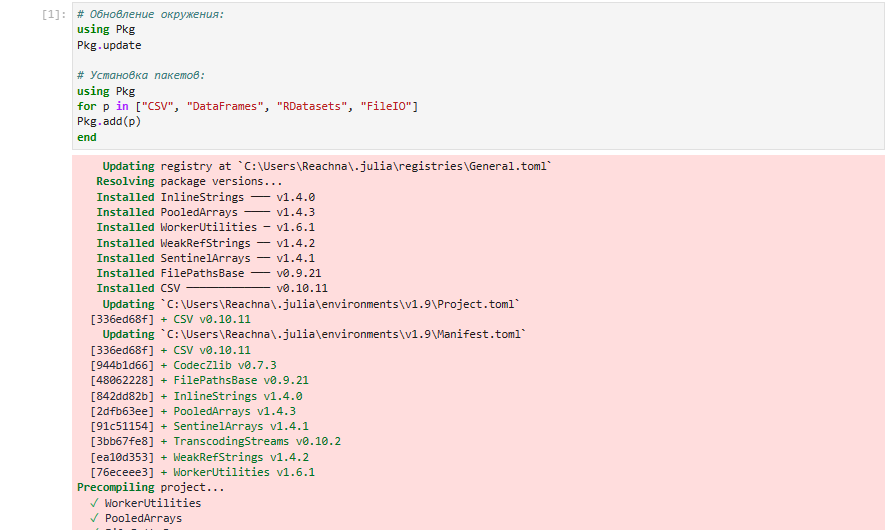 [1]: # Обновление окружения:
using Pkg
Pkg.update
# Установка пакетов:
using Pkg
for p in ["CSV", "DataFrames", "RDatasets", "FileIO"]
Pkg.add(p)
end
Updating registry at `C:\Users\Reachna\.julia\registries\General.toml`
Resolving package versions...
Installed InlineStrings ─── v1.4.0
Installed PooledArrays ──── v1.4.3
Installed WorkerUtilities ─ v1.6.1
Installed WeakRefStrings ── v1.4.2
Installed SentinelArrays ── v1.4.1
Installed FilePathsBase ─── v0.9.21
Installed CSV ───────────── v0.10.11
Updating `C:\Users\Reachna\.julia\environments\v1.9\Project.toml`
[336ed68f] + CSV v0.10.11
Updating `C:\Users\Reachna\.julia\environments\v1.9\Manifest.toml`
[336ed68f] + CSV v0.10.11
[944b1d66] + CodecZlib v0.7.3
[48062228] + FilePathsBase v0.9.21
[842dd82b] + InlineStrings v1.4.0
[2dfb63ee] + PooledArrays v1.4.3
[91c51154] + SentinelArrays v1.4.1
[3bb67fe8] + TranscodingStreams v0.10.2
[ea10d353] + WeakRefStrings v1.4.2
[76eceee3] + WorkerUtilities v1.6.1
Precompiling project...
✓ WorkerUtilities
✓ PooledArrays